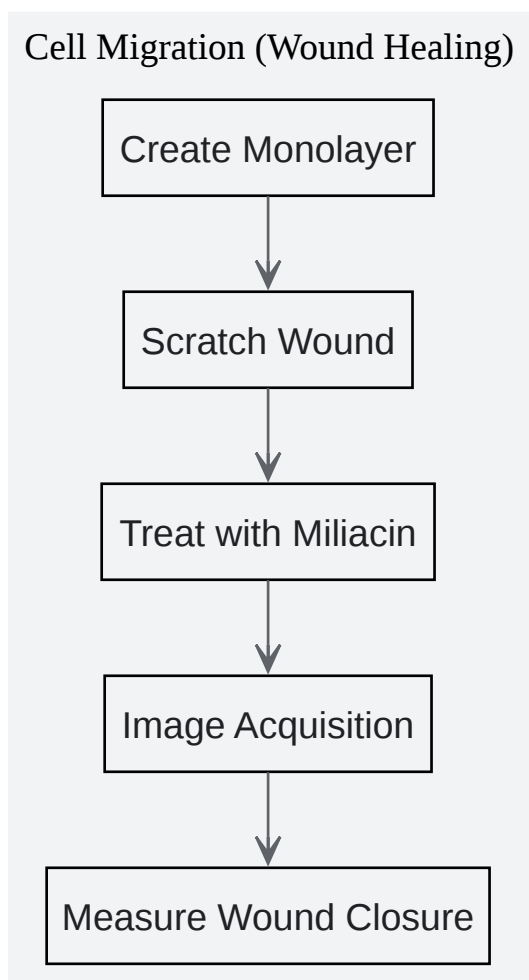 Cell Migration (Wound Healing)
Create Monolayer
Scratch Wound
Treat with Miliacin
Image Acquisition
Measure Wound Closure